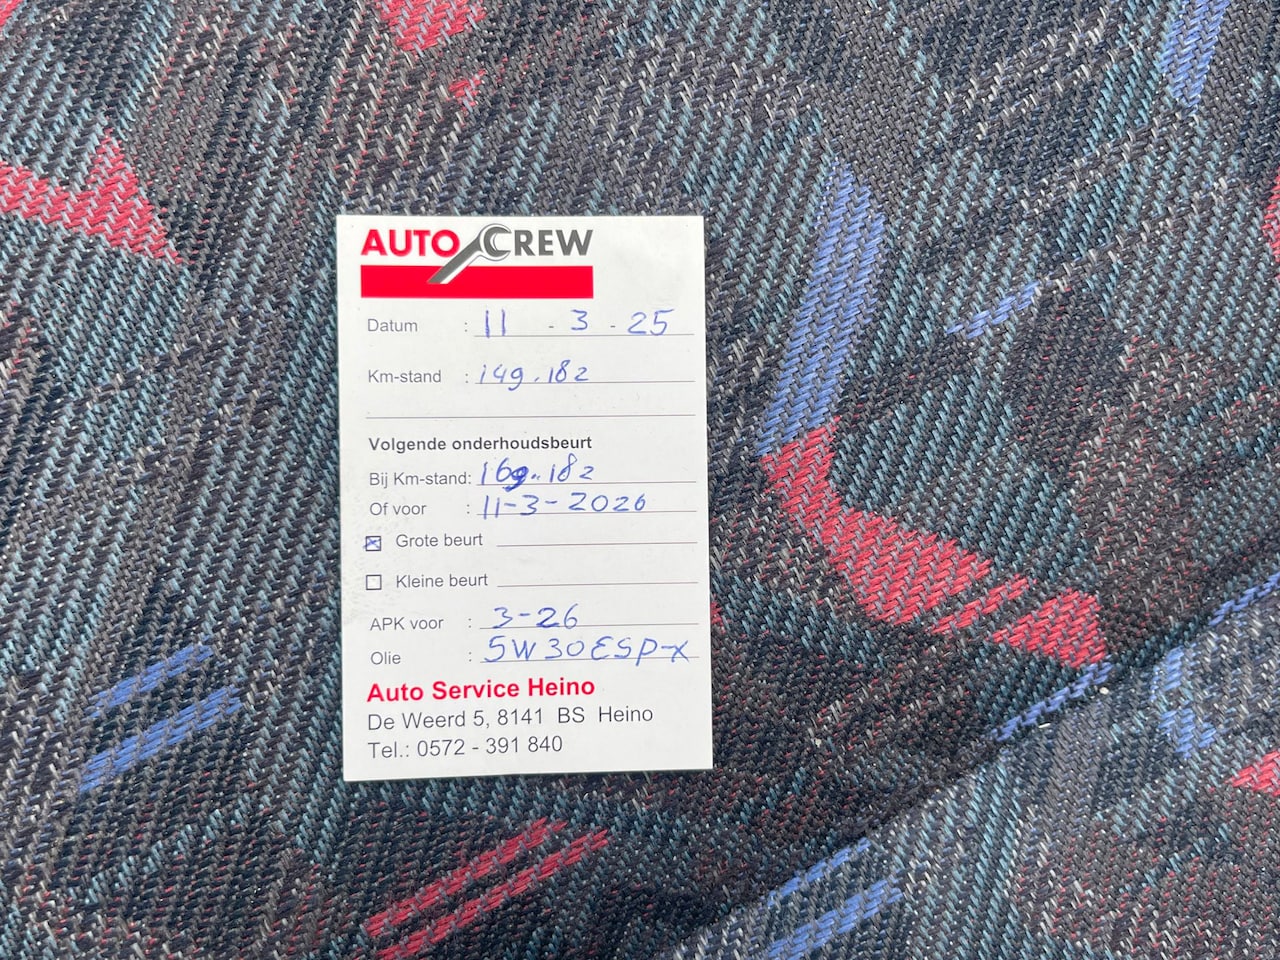 AUTO CREW
Datum : 11 - 3 - 25
Km-stand : 149.182
Volgende onderhoudsbeurt
Bij Km-stand: 169.182
Of voor : 11-3-2026
Grote beurt
Kleine beurt
APK voor : 3-26
Olie : 5W30ESP-X
Auto Service Heino
De Weerd 5, 8141 BS Heino
Tel.: 0572 - 391 840